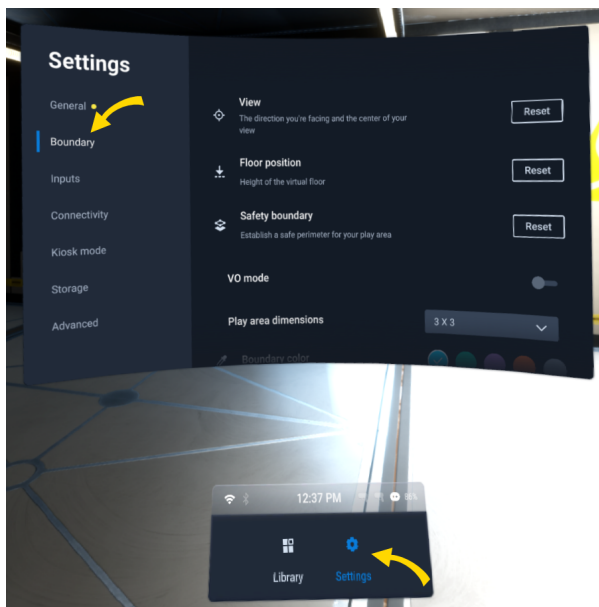 Settings
General
Boundary
Inputs
Connectivity
Kiosk mode
Storage
Advanced
View
The direction you're facing and the center of your
view
Reset
Floor position
Height of the virtual floor
Reset
Safety boundary
Establish a safe perimeter for your play area
Reset
VO mode
Play area dimensions
3 X 3
Boundary color
12:37 PM
86%
Library
Settings